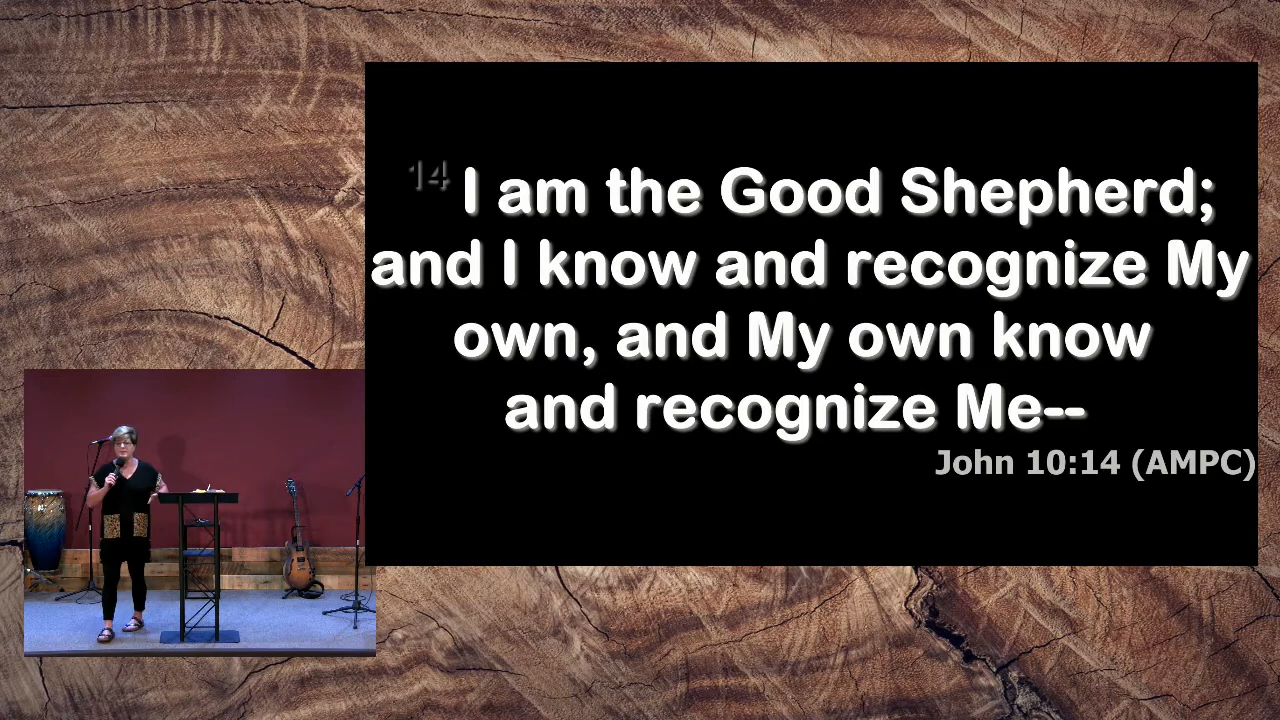 14 I am the Good Shepherd;
and I know and recognize My
own, and My own know
and recognize Me--
John 10:14 (AMPC)